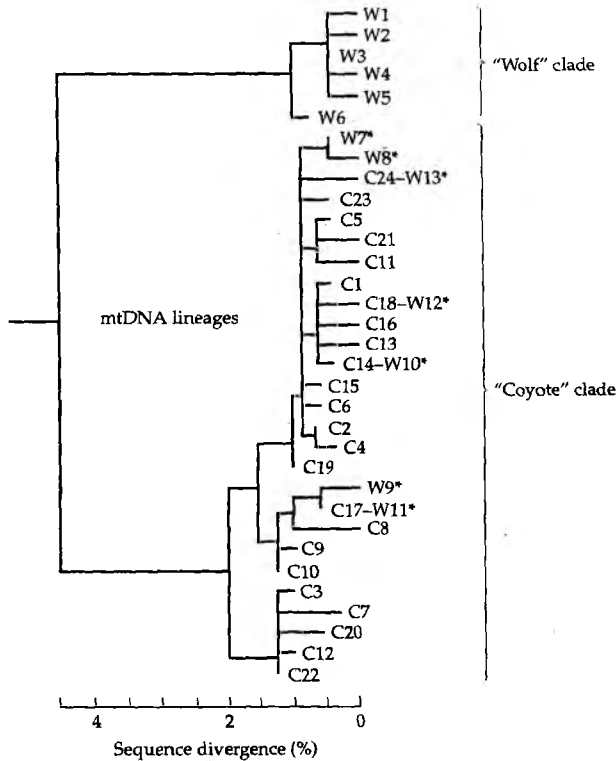 W1
W2
W3
W4
W5
W6
"Wolf" clade
W7*
W8*
C24–W13*
C23
C5
C21
C11
C1
mtDNA lineages
C18–W12*
C16
C13
C14–W10*
C15
C6
"Coyote" clade
C2
C4
C19
W9*
C17–W11*
C8
C9
C10
C3
C7
C20
C12
C22
4 2 0
Sequence divergence (%)